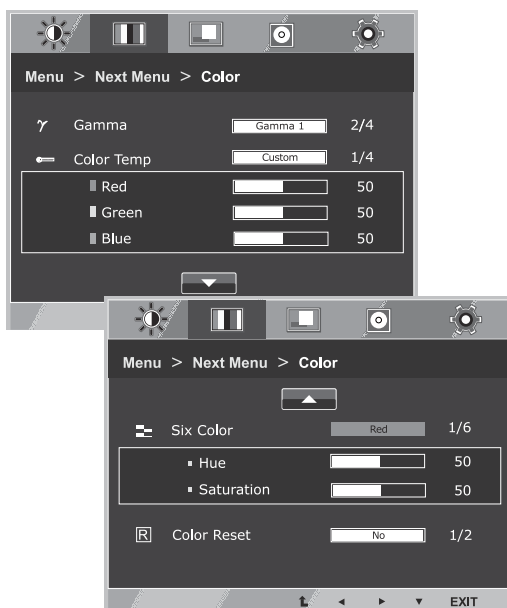 Menu > Next Menu > Color
γ Gamma Gamma 1 2/4
Color Temp Custom 1/4
Red 50
Green 50
Blue 50
Menu > Next Menu > Color
Six Color Red 1/6
Hue 50
Saturation 50
R Color Reset No 1/2
EXIT